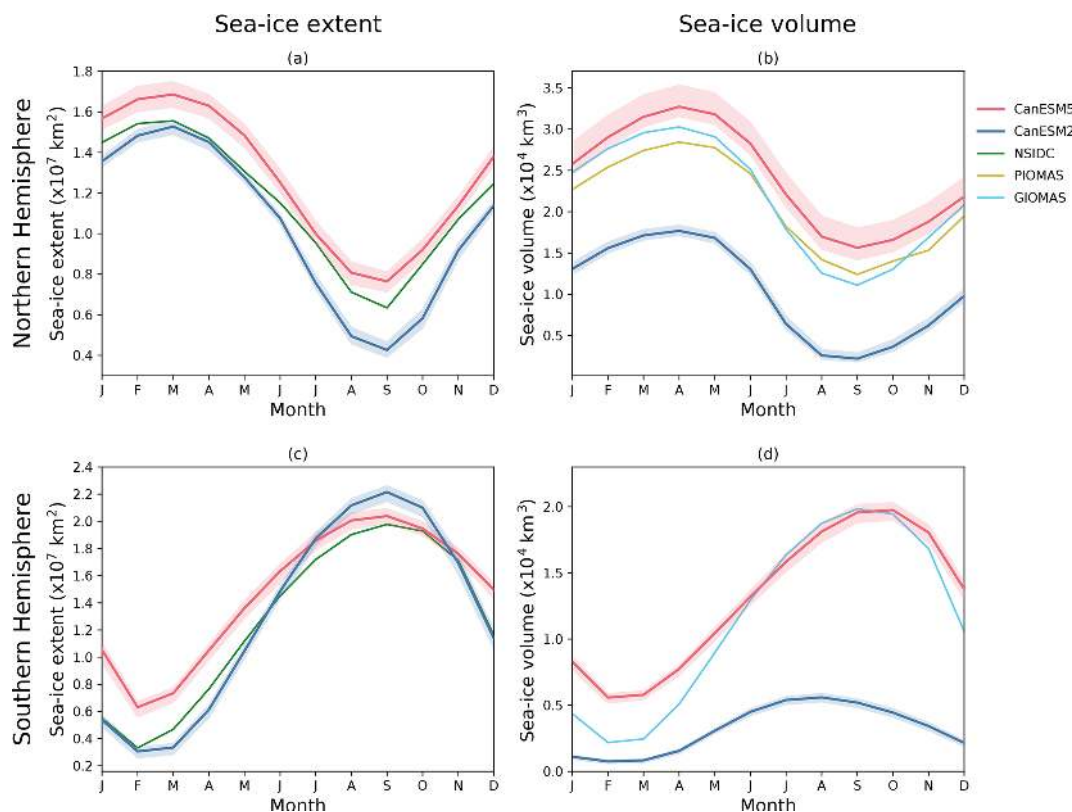 Sea-ice extent
Sea-ice volume
Northern Hemisphere
(a)
Sea-ice extent (x10⁷ km²)
1.8
1.6
1.4
1.2
1.0
0.8
0.6
0.4
J F M A M J J A S O N D
Month
(b)
Sea-ice volume (x10⁴ km³)
3.5
3.0
2.5
2.0
1.5
1.0
0.5
J F M A M J J A S O N D
Month
CanESM5
CanESM2
NSIDC
PIOMAS
GIOMAS
Southern Hemisphere
(c)
Sea-ice extent (x10⁷ km²)
2.4
2.2
2.0
1.8
1.6
1.4
1.2
1.0
0.8
0.6
0.4
0.2
J F M A M J J A S O N D
Month
(d)
Sea-ice volume (x10⁴ km³)
2.0
1.5
1.0
0.5
0.0
J F M A M J J A S O N D
Month